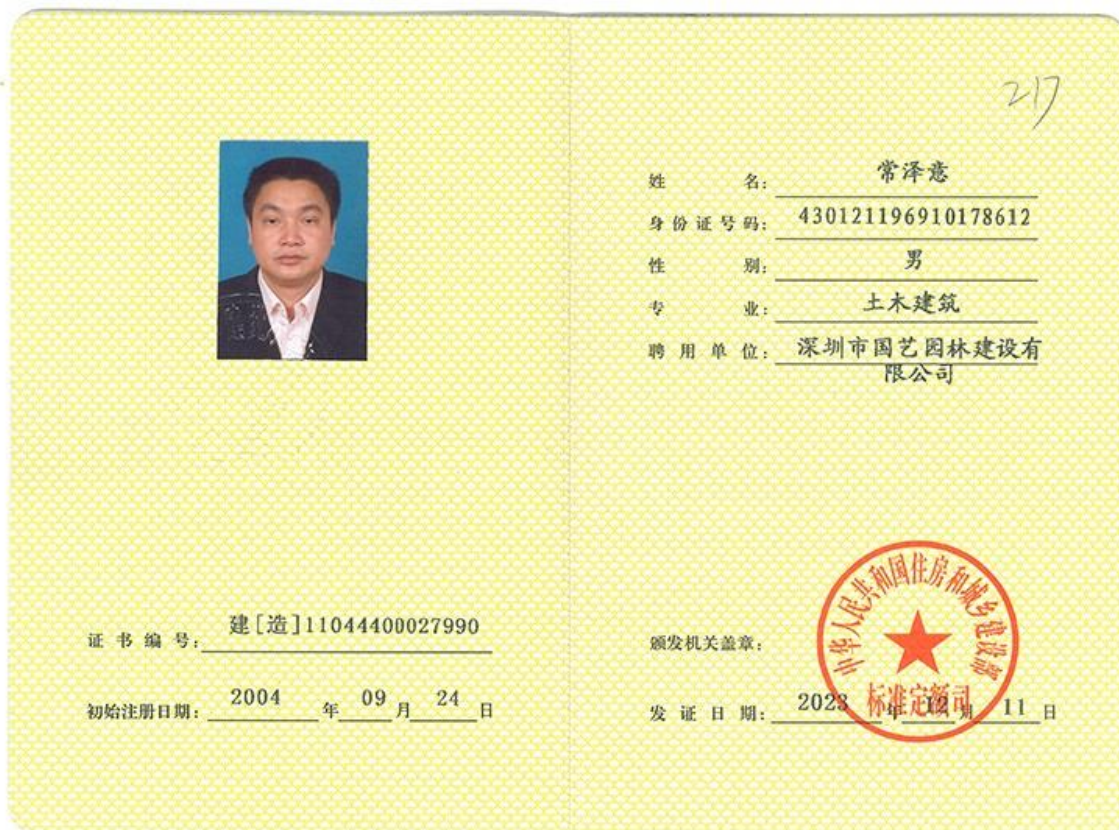 建[造]11044400027990
证书编号:
2004 09 24
初始注册日期: 年 月 日
217
姓名: 常泽意
身份证号码: 430121196910178612
性别: 男
专业: 土木建筑
聘用单位: 深圳市国艺园林建设有
限公司
中华人民共和国住房和城乡建设部
标准定额司
颁发机关盖章:
发证日期: 2023 年 12 月 11 日